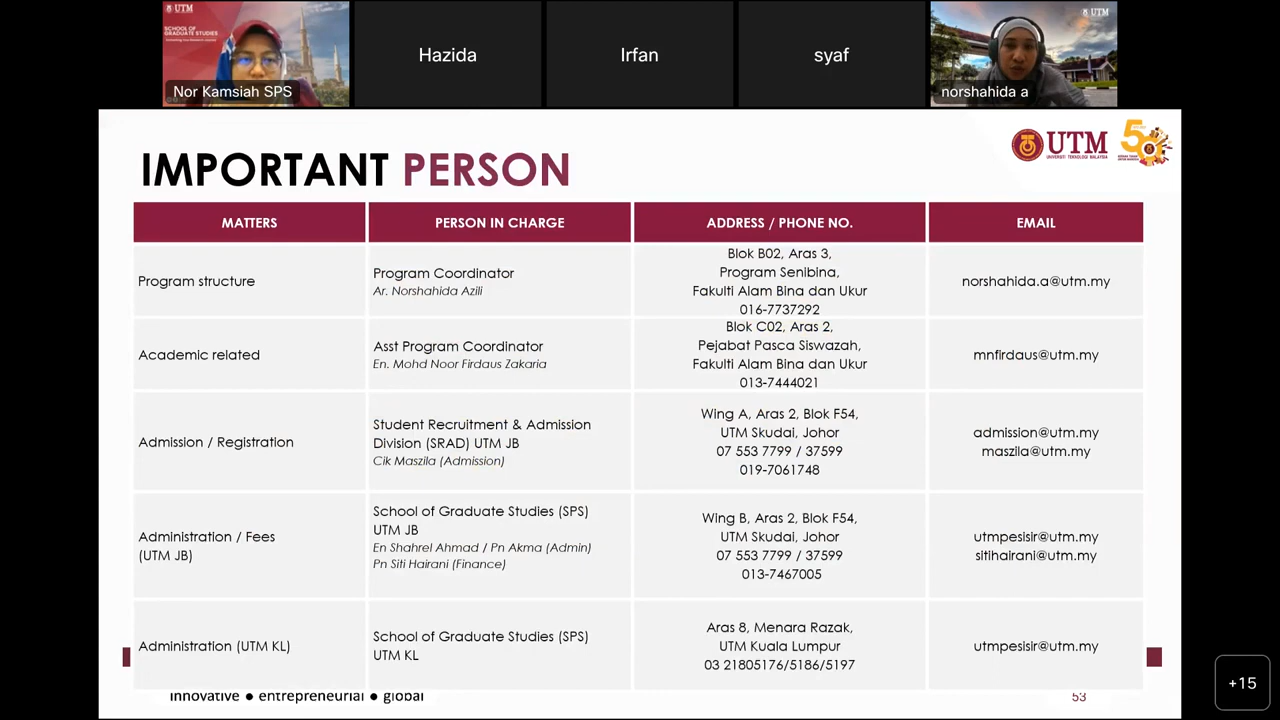 UTM
SCHOOL OF
GRADUATE STUDIES
Nor Kamsiah SPS
Hazida
Irfan
syaf
UTM
norshahida a
IMPORTANT PERSON
UTM
UNIVERSITI TEKNOLOGI MALAYSIA
MATTERS
PERSON IN CHARGE
ADDRESS / PHONE NO.
EMAIL
Program structure
Program Coordinator
Ar. Norshahida Azili
Blok B02, Aras 3,
Program Senibina,
Fakulti Alam Bina dan Ukur
016-7737292
norshahida.a@utm.my
Academic related
Asst Program Coordinator
En. Mohd Noor Firdaus Zakaria
Blok C02, Aras 2,
Pejabat Pasca Siswazah,
Fakulti Alam Bina dan Ukur
013-7444021
mnfirdaus@utm.my
Admission / Registration
Student Recruitment & Admission
Division (SRAD) UTM JB
Cik Maszila (Admission)
Wing A, Aras 2, Blok F54,
UTM Skudai, Johor
07 553 7799 / 37599
019-7061748
admission@utm.my
maszila@utm.my
Administration / Fees
(UTM JB)
School of Graduate Studies (SPS)
UTM JB
En Shahrel Ahmad / Pn Akma (Admin)
Pn Siti Hairani (Finance)
Wing B, Aras 2, Blok F54,
UTM Skudai, Johor
07 553 7799 / 37599
013-7467005
utmpesisir@utm.my
sitihairani@utm.my
Administration (UTM KL)
School of Graduate Studies (SPS)
UTM KL
Aras 8, Menara Razak,
UTM Kuala Lumpur
03 21805176/5186/5197
utmpesisir@utm.my
innovative ● entrepreneurial ● global
53
+15